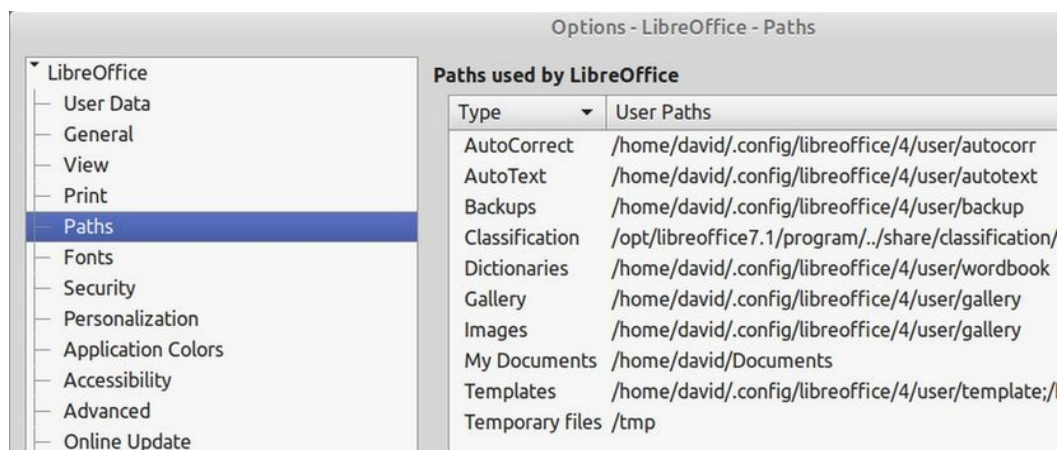 Options - LibreOffice - Paths
LibreOffice
User Data
General
View
Print
Paths
Fonts
Security
Personalization
Application Colors
Accessibility
Advanced
Online Update
Paths used by LibreOffice
Type User Paths
AutoCorrect /home/david/.config/libreoffice/4/user/autocorr
AutoText /home/david/.config/libreoffice/4/user/autotext
Backups /home/david/.config/libreoffice/4/user/backup
Classification /opt/libreoffice7.1/program/../share/classification/
Dictionaries /home/david/.config/libreoffice/4/user/wordbook
Gallery /home/david/.config/libreoffice/4/user/gallery
Images /home/david/.config/libreoffice/4/user/gallery
My Documents /home/david/Documents
Templates /home/david/.config/libreoffice/4/user/template;/
Temporary files /tmp